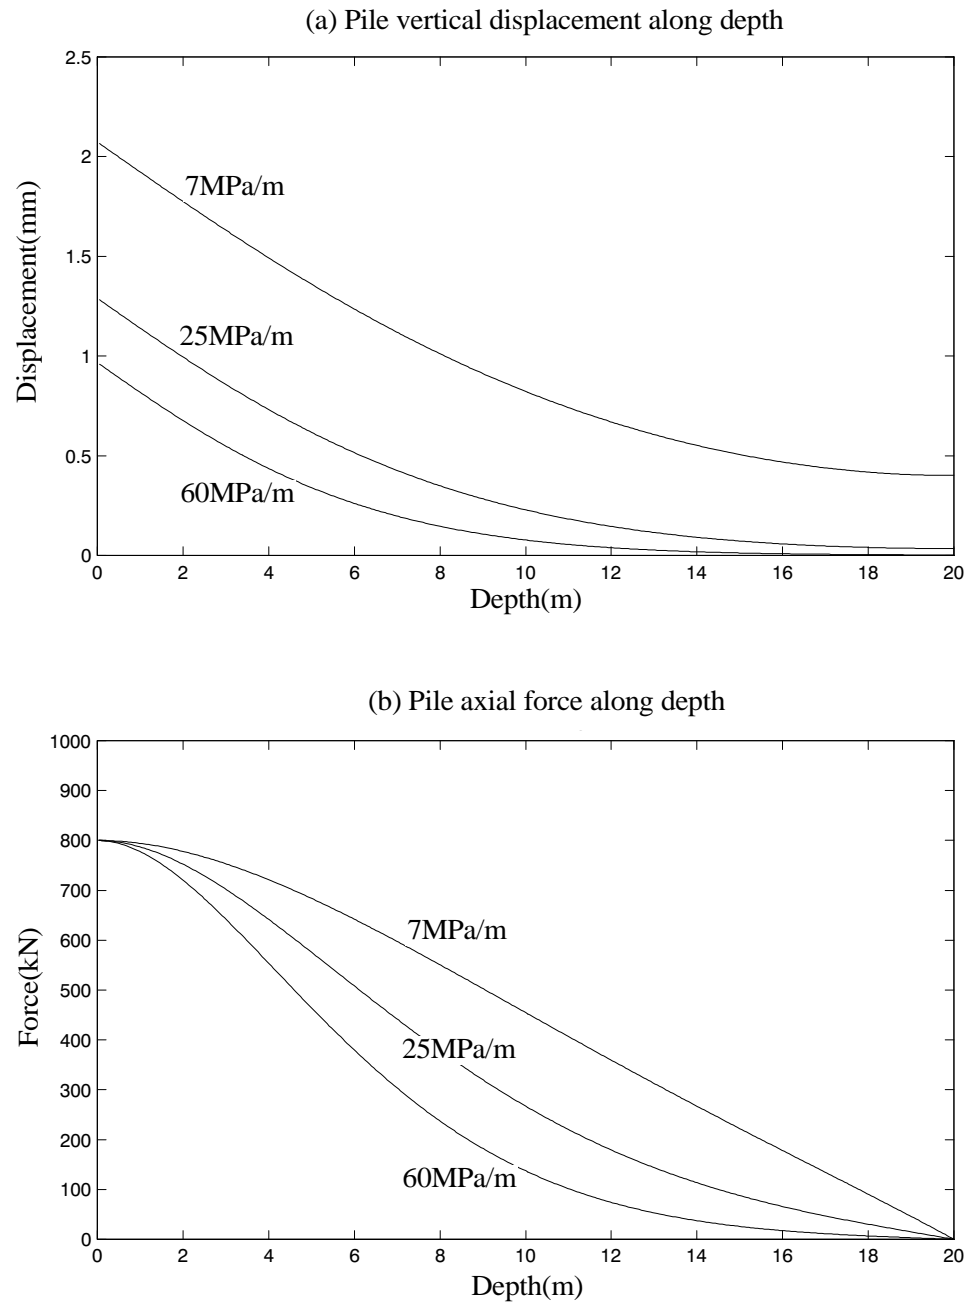 (a) Pile vertical displacement along depth
2.5
2
1.5
1
0.5
0
Displacement(mm)
7MPa/m
25MPa/m
60MPa/m
0 2 4 6 8 10 12 14 16 18 20
Depth(m)
(b) Pile axial force along depth
1000
900
800
700
600
500
400
300
200
100
0
Force(kN)
7MPa/m
25MPa/m
60MPa/m
0 2 4 6 8 10 12 14 16 18 20
Depth(m)